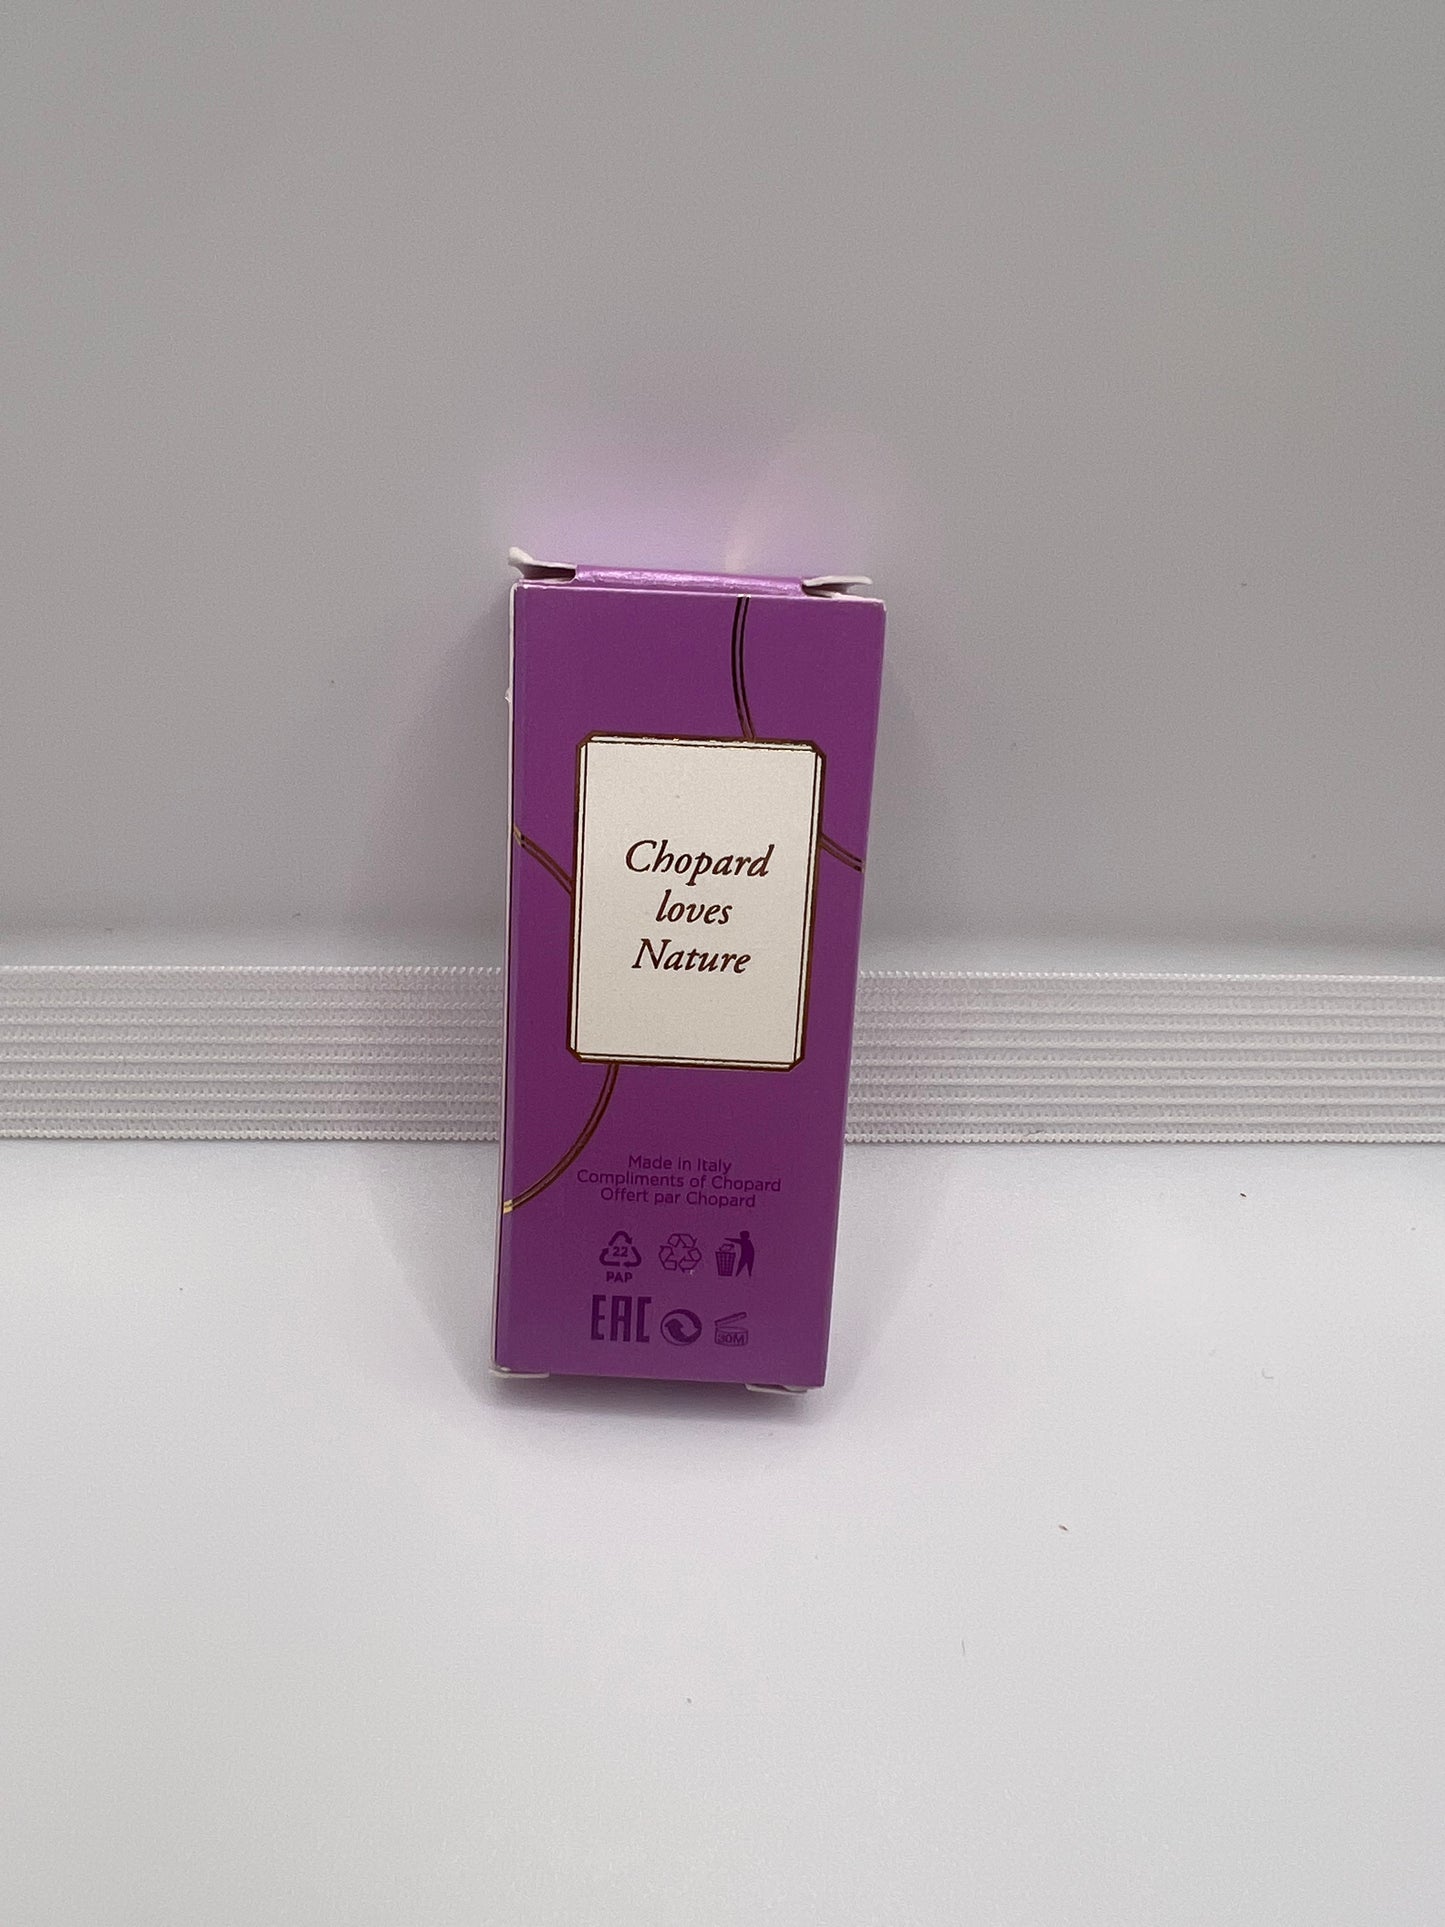 Chopard
loves
Nature
Made in Italy
Compliments of Chopard
Offert par Chopard
22
PAP
EAC
30M